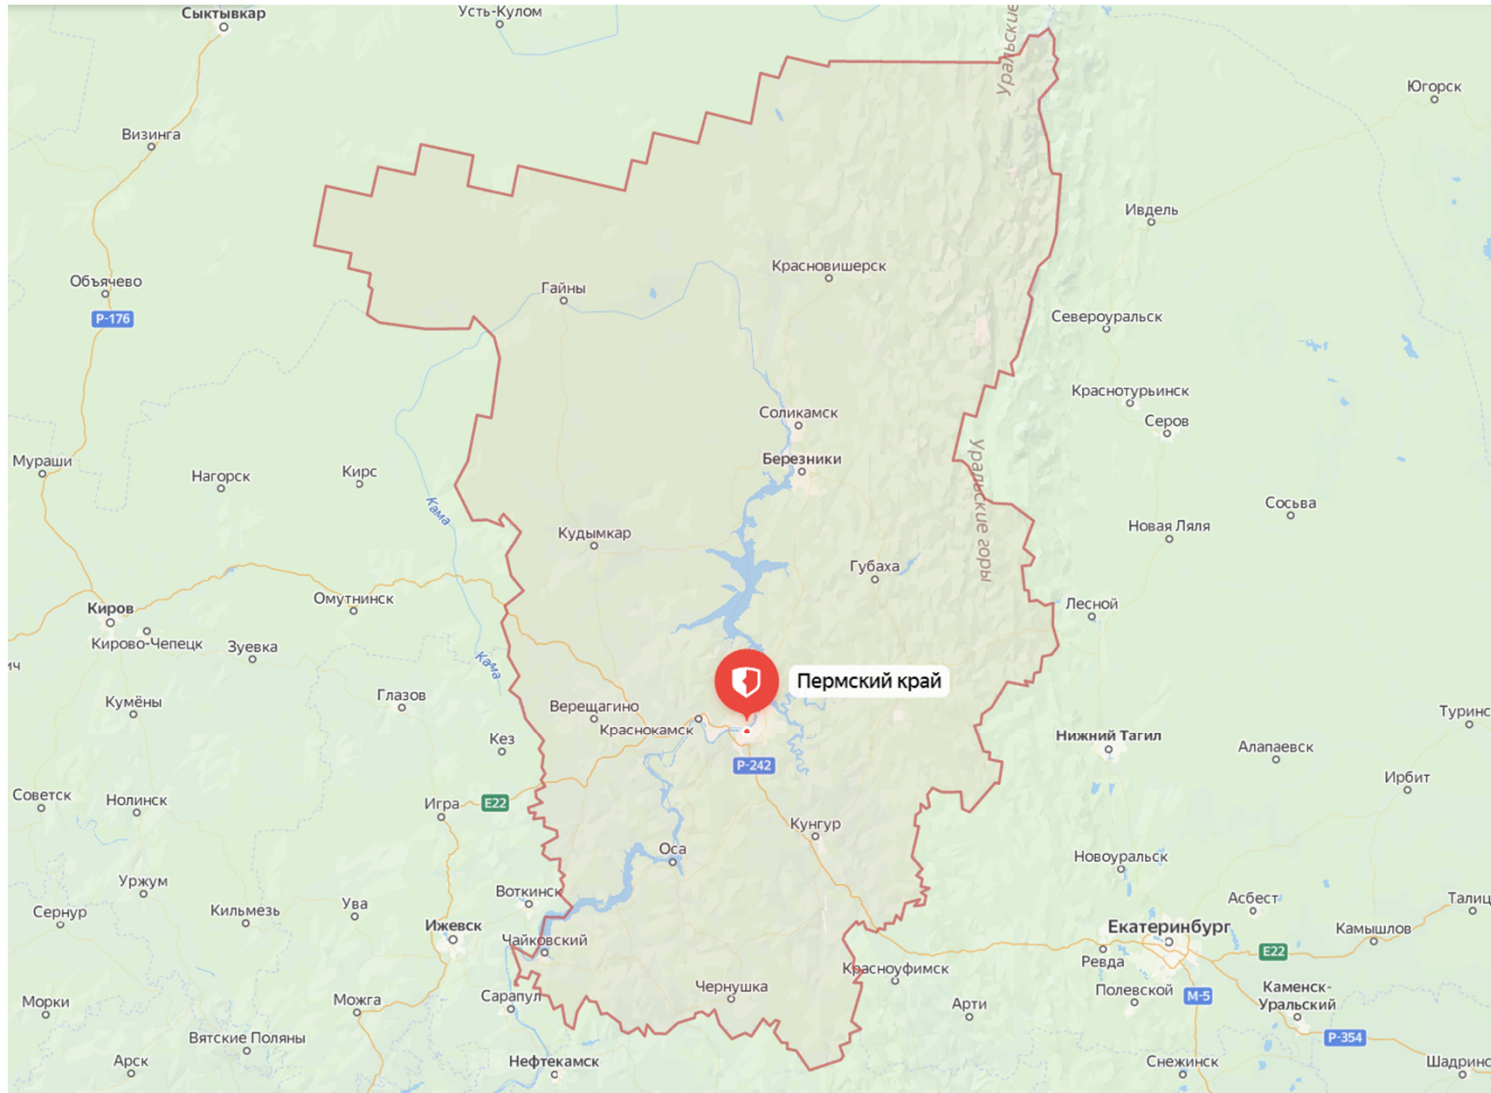 Сыктывкар
Усть-Кулом
Уральские
Югорск
Визинга
Ивдель
Красновишерск
Объячево
Гайны
Р-176
Североуральск
Краснотурьинск
Соликамск
Серов
Мураши
Нагорск
Кирс
Березники
Уральские горы
Сосьва
Кама
Новая Ляля
Кудымкар
Губаха
Омутнинск
Лесной
Киров
Кирово-Чепецк
Зуевка
ич
Кама
Пермский край
Глазов
Кумёны
Верещагино
Краснокамск
Туринс
Кез
Нижний Тагил
Алапаевск
Р-242
Ирбит
Советск
Нолинск
Игра
E22
Кунгур
Оса
Новоуральск
Уржум
Воткинск
Сернур
Кильмезь
Ува
Асбест
Талиц
Ижевск
Чайковский
Екатеринбург
Камышлов
E22
Ревда
Красноуфимск
Чернушка
Полевской
М-5
Каменск-
Уральский
Морки
Можга
Сарапул
Арти
Вятские Поляны
Р-354
Арск
Нефтекамск
Снежинск
Шадринс